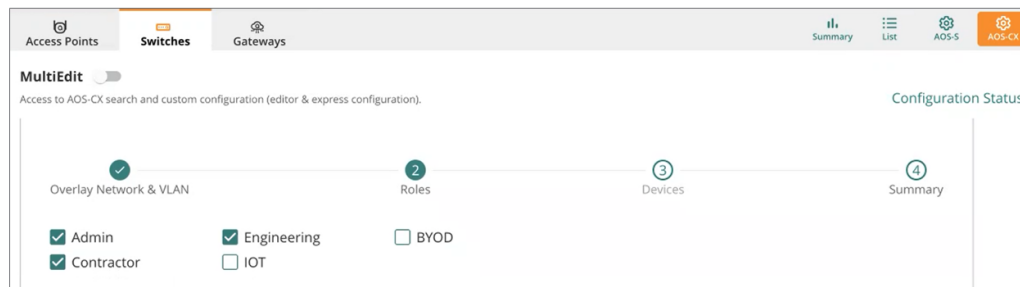 Access Points Switches Gateways Summary List AOS-S AOS-CX
MultiEdit
Access to AOS-CX search and custom configuration (editor & express configuration).
Configuration Status
2 3 4
Overlay Network & VLAN Roles Devices Summary
Admin Engineering BYOD
Contractor IOT